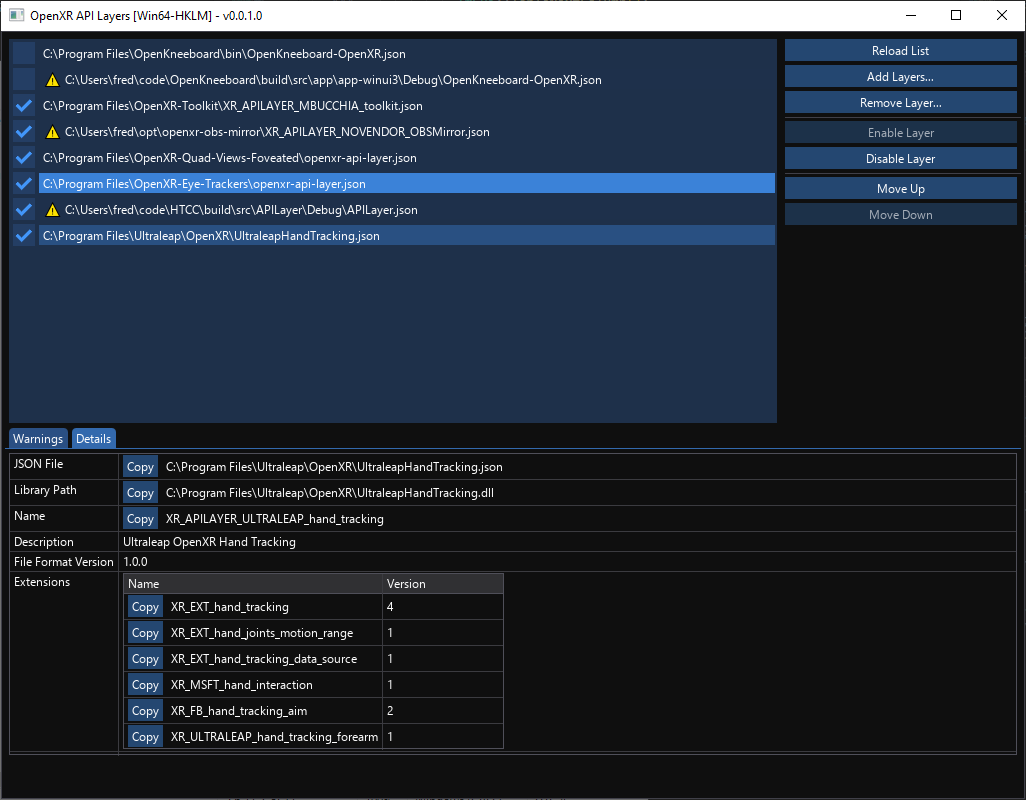 OpenXR API Layers [Win64-HKLM] - v0.0.1.0
C:\Program Files\OpenKneeboard\bin\OpenKneeboard-OpenXR.json
C:\Users\fred\code\OpenKneeboard\build\src\app\app-winui3\Debug\OpenKneeboard-OpenXR.json
C:\Program Files\OpenXR-Toolkit\XR_APILAYER_MBUCCHIA_toolkit.json
C:\Users\fred\opt\openxr-obs-mirror\XR_APILAYER_NOVENDOR_OBSMirror.json
C:\Program Files\OpenXR-Quad-Views-Foveated\openxr-api-layer.json
C:\Program Files\OpenXR-Eye-Trackers\openxr-api-layer.json
C:\Users\fred\code\HTCC\build\src\APILayer\Debug\APILayer.json
C:\Program Files\Ultraleap\OpenXR\UltraleapHandTracking.json
Reload List
Add Layers...
Remove Layer...
Enable Layer
Disable Layer
Move Up
Move Down
Warnings Details
JSON File Copy C:\Program Files\Ultraleap\OpenXR\UltraleapHandTracking.json
Library Path Copy C:\Program Files\Ultraleap\OpenXR\UltraleapHandTracking.dll
Name Copy XR_APILAYER_ULTRALEAP_hand_tracking
Description Ultraleap OpenXR Hand Tracking
File Format Version 1.0.0
Extensions Name Version
Copy XR_EXT_hand_tracking 4
Copy XR_EXT_hand_joints_motion_range 1
Copy XR_EXT_hand_tracking_data_source 1
Copy XR_MSFT_hand_interaction 1
Copy XR_FB_hand_tracking_aim 2
Copy XR_ULTRALEAP_hand_tracking_forearm 1